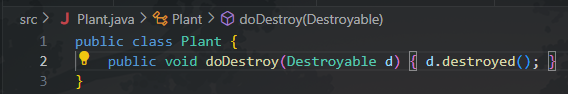 src > Plant.java > Plant > doDestroy(Destroyable)
1 public class Plant {
2 public void doDestroy(Destroyable d) { d.destroyed(); }
3 }